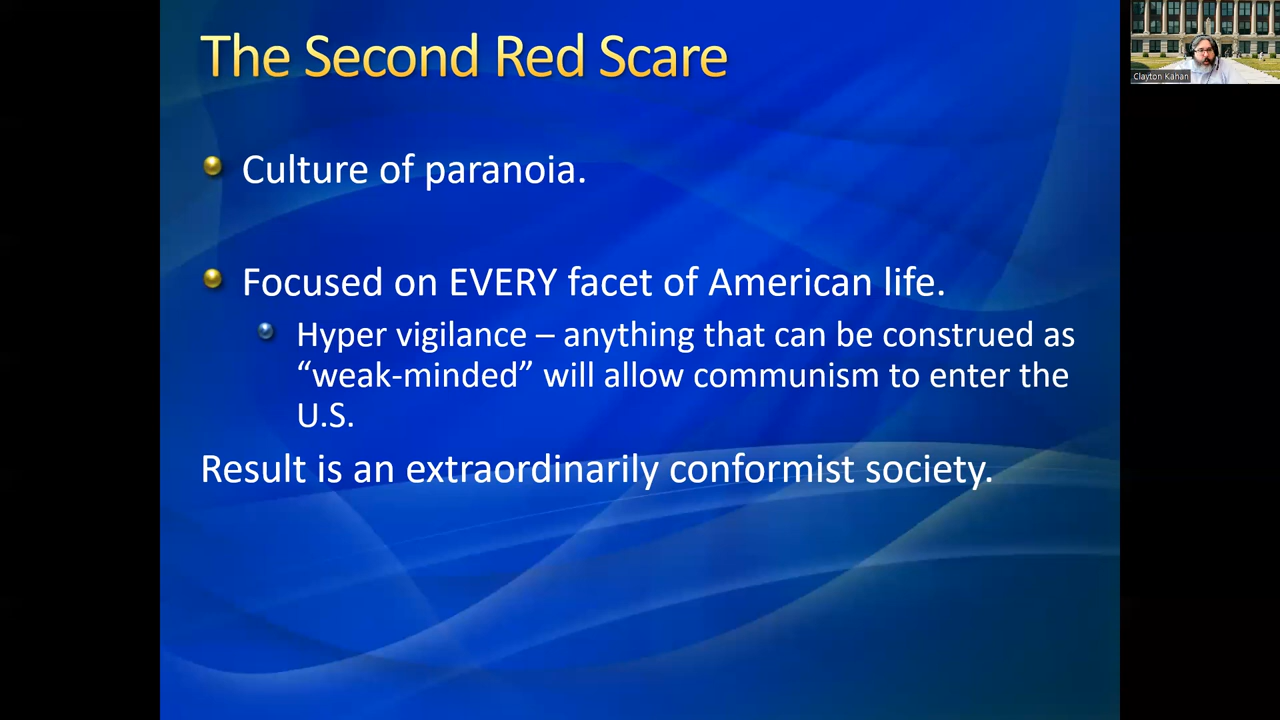 The Second Red Scare
Clayton Kahan
Culture of paranoia.
Focused on EVERY facet of American life.
Hyper vigilance – anything that can be construed as
“weak-minded” will allow communism to enter the
U.S.
Result is an extraordinarily conformist society.